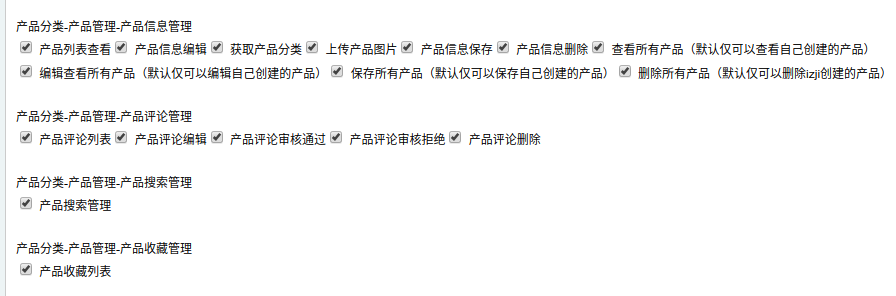 产品分类-产品管理-产品信息管理
产品列表查看 产品信息编辑 获取产品分类 上传产品图片 产品信息保存 产品信息删除 查看所有产品（默认仅可以查看自己创建的产品）
编辑查看所有产品（默认仅可以编辑自己创建的产品） 保存所有产品（默认仅可以保存自己创建的产品） 删除所有产品（默认仅可以删除izji创建的产品）
产品分类-产品管理-产品评论管理
产品评论列表 产品评论编辑 产品评论审核通过 产品评论审核拒绝 产品评论删除
产品分类-产品管理-产品搜索管理
产品搜索管理
产品分类-产品管理-产品收藏管理
产品收藏列表